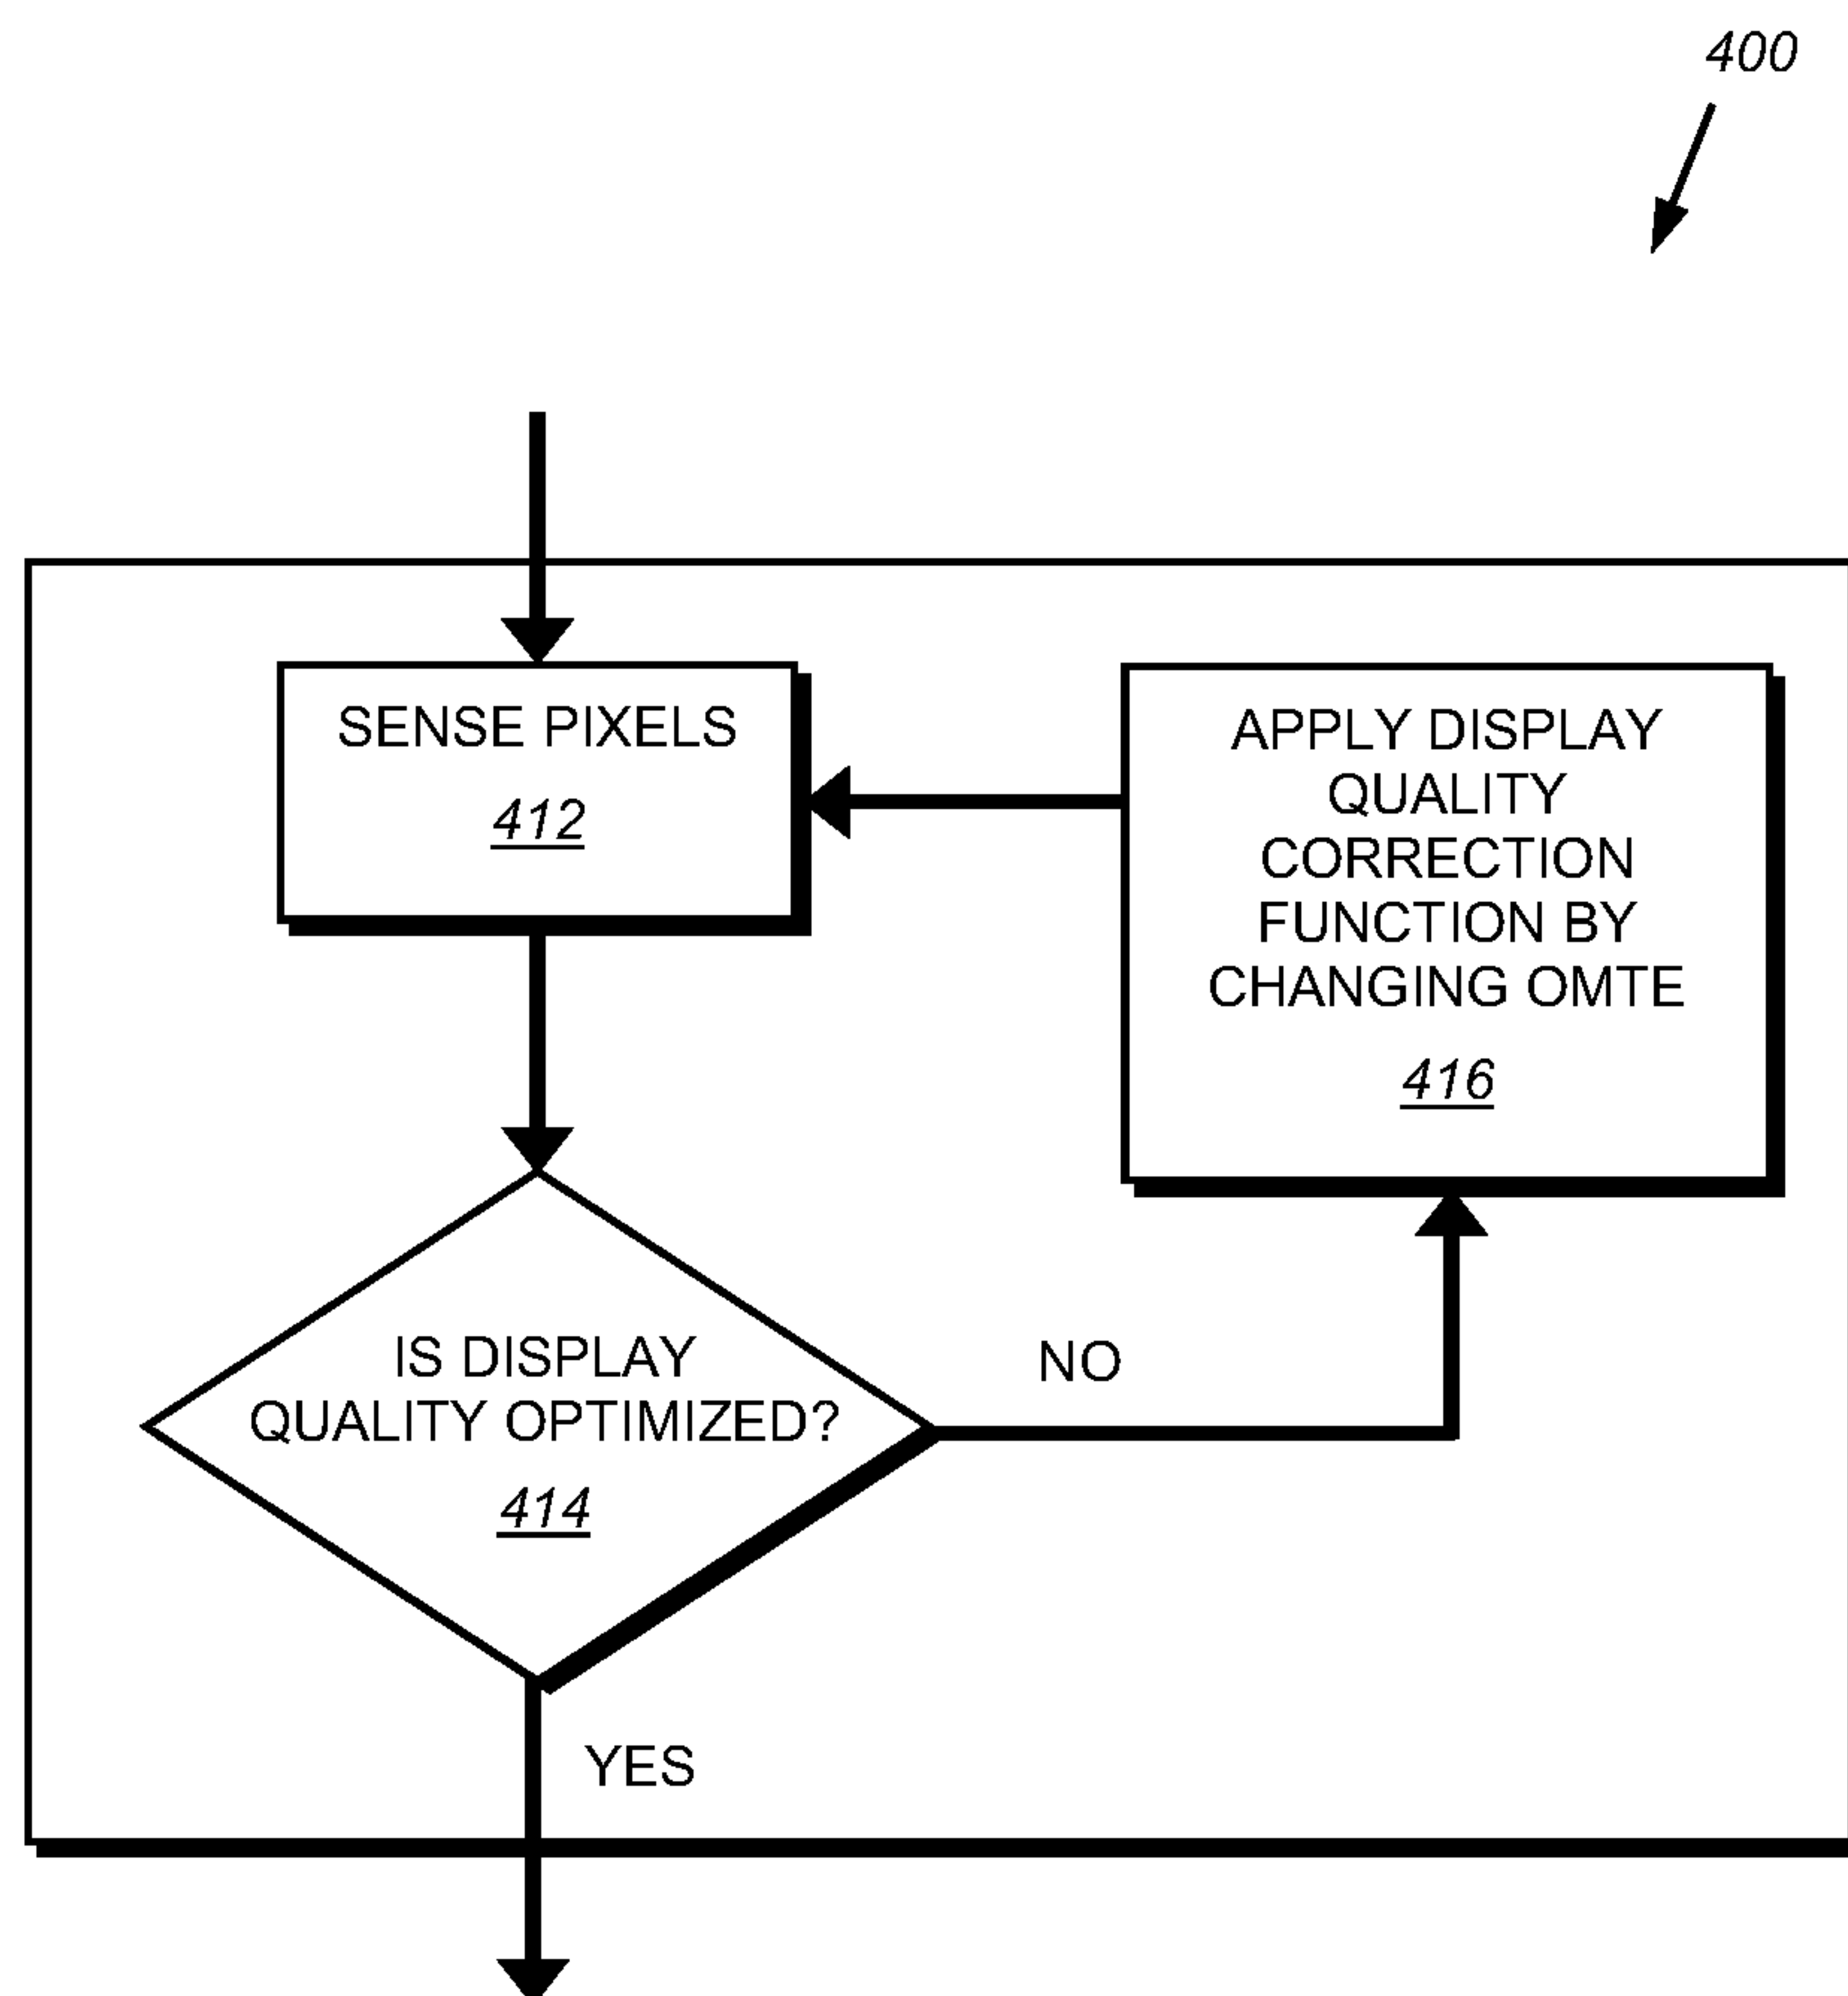 400
SENSE PIXELS
412
APPLY DISPLAY
QUALITY
CORRECTION
FUNCTION BY
CHANGING OMTE
416
IS DISPLAY
QUALITY OPTIMIZED?
414
NO
YES